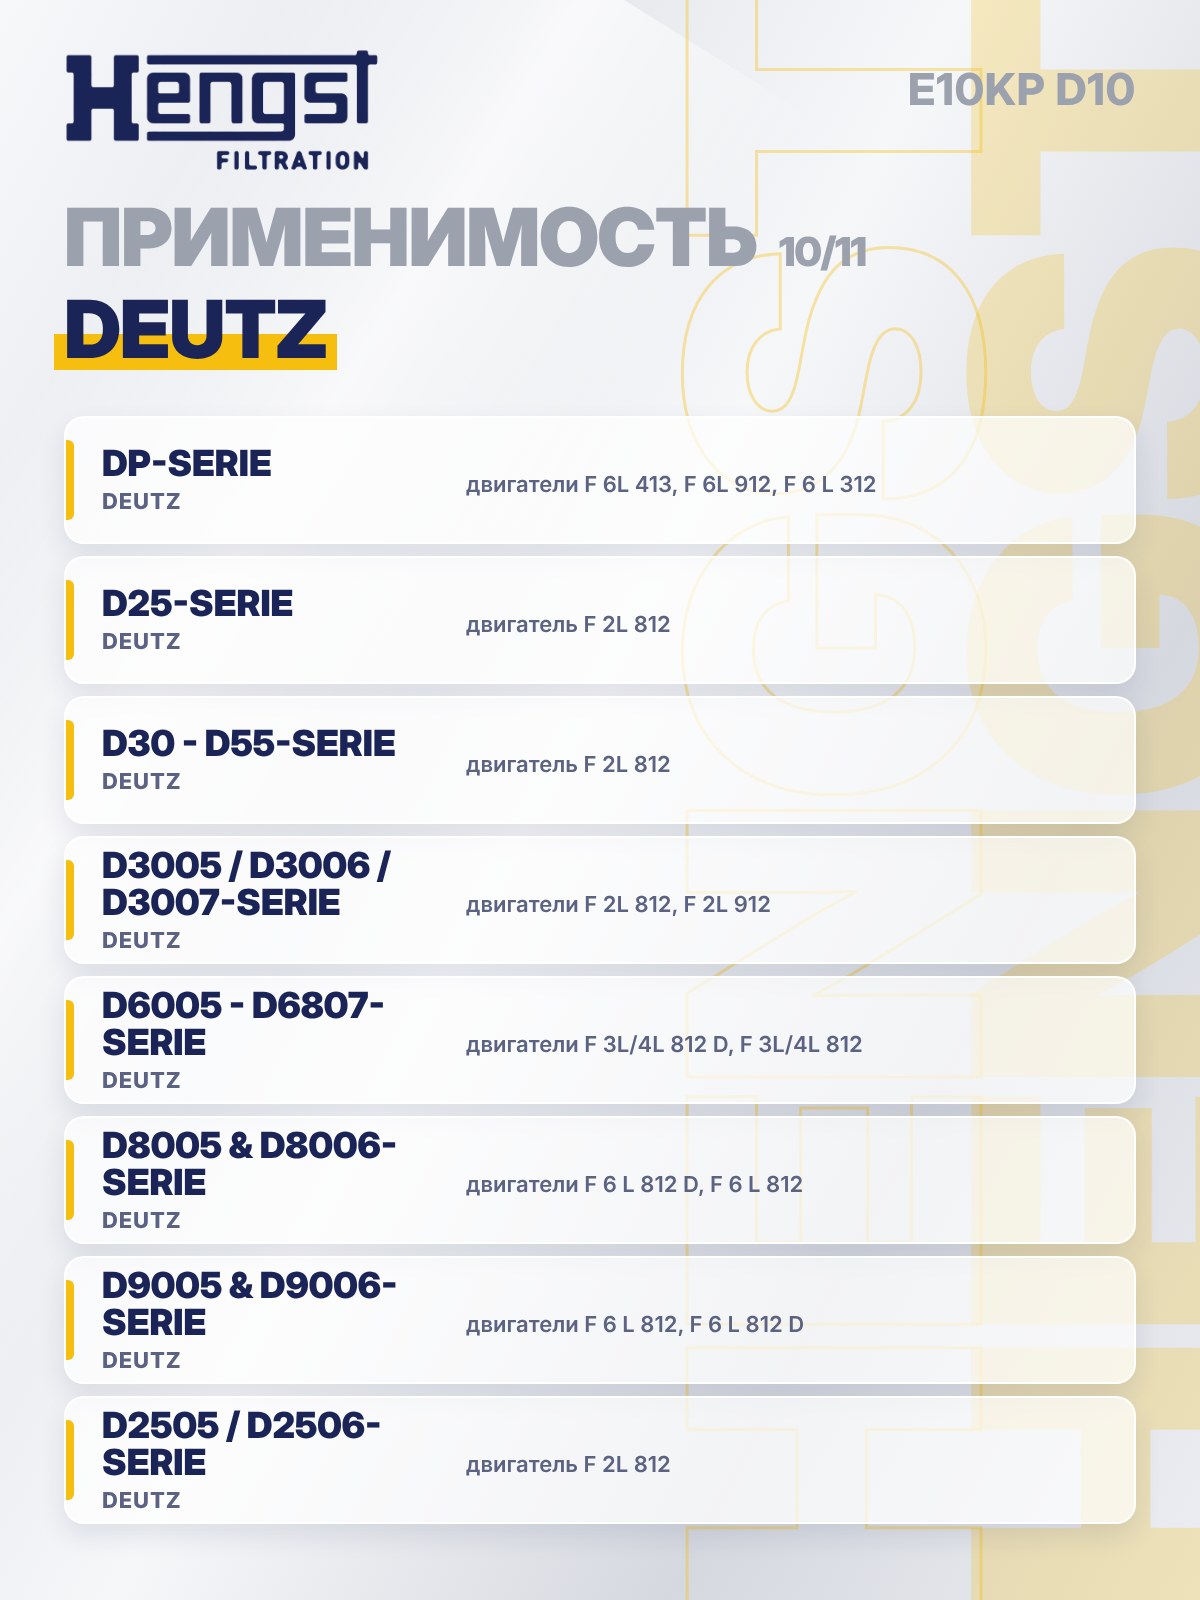 Hengst
FILTRATION
E10KP D10
ПРИМЕНИМОСТЬ 10/11
DEUTZ
DP-SERIE
DEUTZ
двигатели F 6L 413, F 6L 912, F 6 L 312
D25-SERIE
DEUTZ
двигатель F 2L 812
D30 - D55-SERIE
DEUTZ
двигатель F 2L 812
D3005 / D3006 /
D3007-SERIE
DEUTZ
двигатели F 2L 812, F 2L 912
D6005 - D6807-
SERIE
DEUTZ
двигатели F 3L/4L 812 D, F 3L/4L 812
D8005 & D8006-
SERIE
DEUTZ
двигатели F 6 L 812 D, F 6 L 812
D9005 & D9006-
SERIE
DEUTZ
двигатели F 6 L 812, F 6 L 812 D
D2505 / D2506-
SERIE
DEUTZ
двигатель F 2L 812
HENGST
HENGST